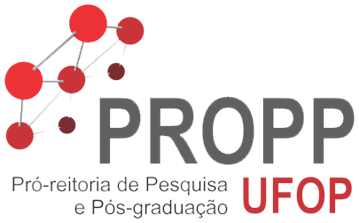 PROPP
Pró-reitoria de Pesquisa
e Pós-graduação
UFOP